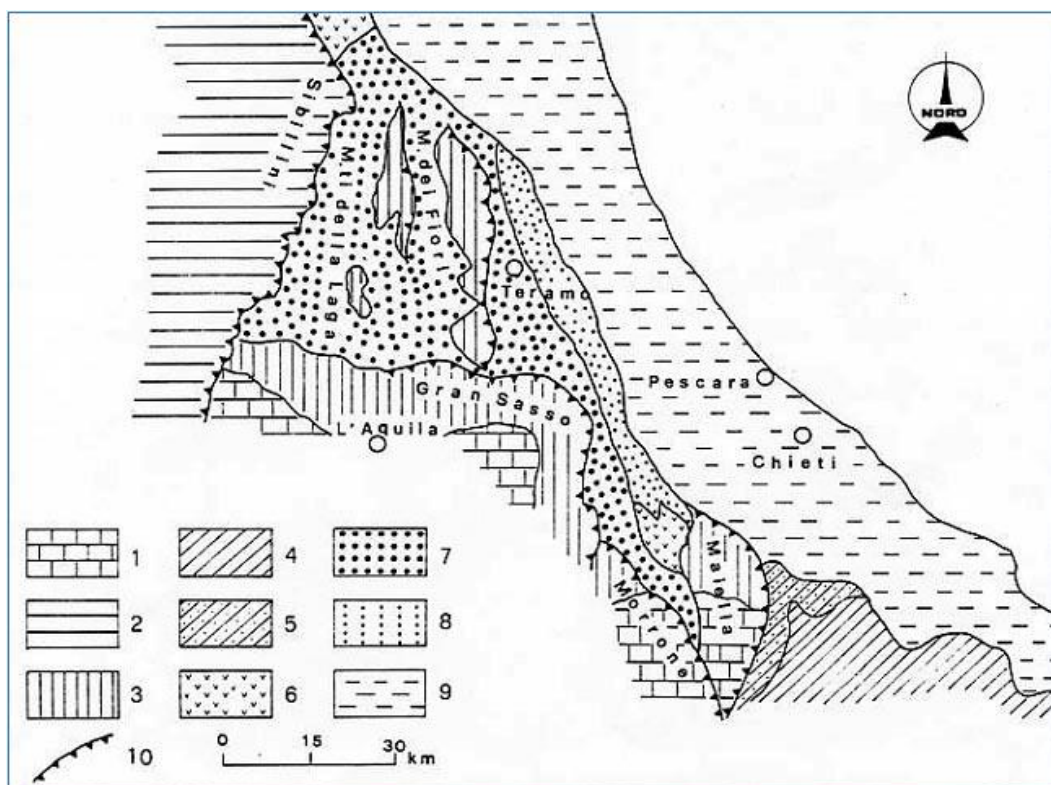 NORD
Sibillini
M.ti della Laga
M. dei Fiori
Teramo
Gran Sasso
L'Aquila
Pescara
Chieti
Maiella
Morrone
1 4 7
2 5 8
3 6 9
10 0 15 30
km